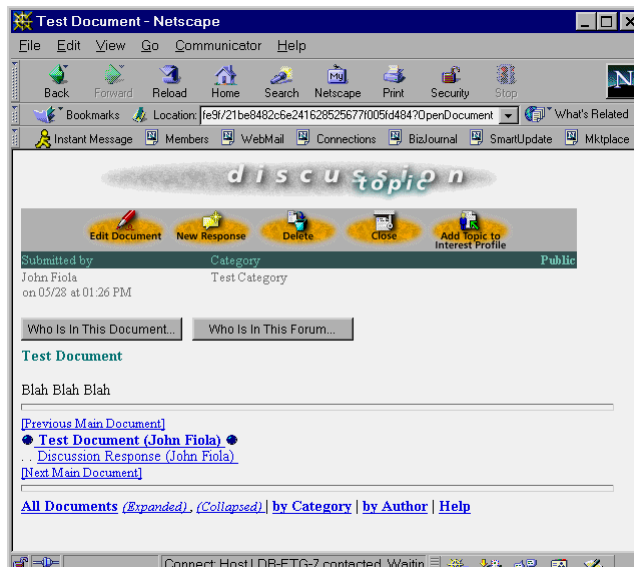 Test Document - Netscape
File Edit View Go Communicator Help
Back Forward Reload Home Search Netscape Print Security Stop
My
N
Bookmarks Location: fe9f/21be8482c6e241628525677f005fd484?OpenDocument What's Related
Instant Message Members WebMail Connections BizJournal SmartUpdate Mktplace
discussion
topic
Edit Document New Response Delete Close Add Topic to
Interest Profile
Submitted by Category Public
John Fiola Test Category
on 05/28 at 01:26 PM
Who Is In This Document... Who Is In This Forum...
Test Document
Blah Blah Blah
[Previous Main Document]
Test Document (John Fiola)
. . Discussion Response (John Fiola)
[Next Main Document]
All Documents (Expanded) , (Collapsed) | by Category | by Author | Help
Connect: Host LDB-ETG-7 contacted. Waitin